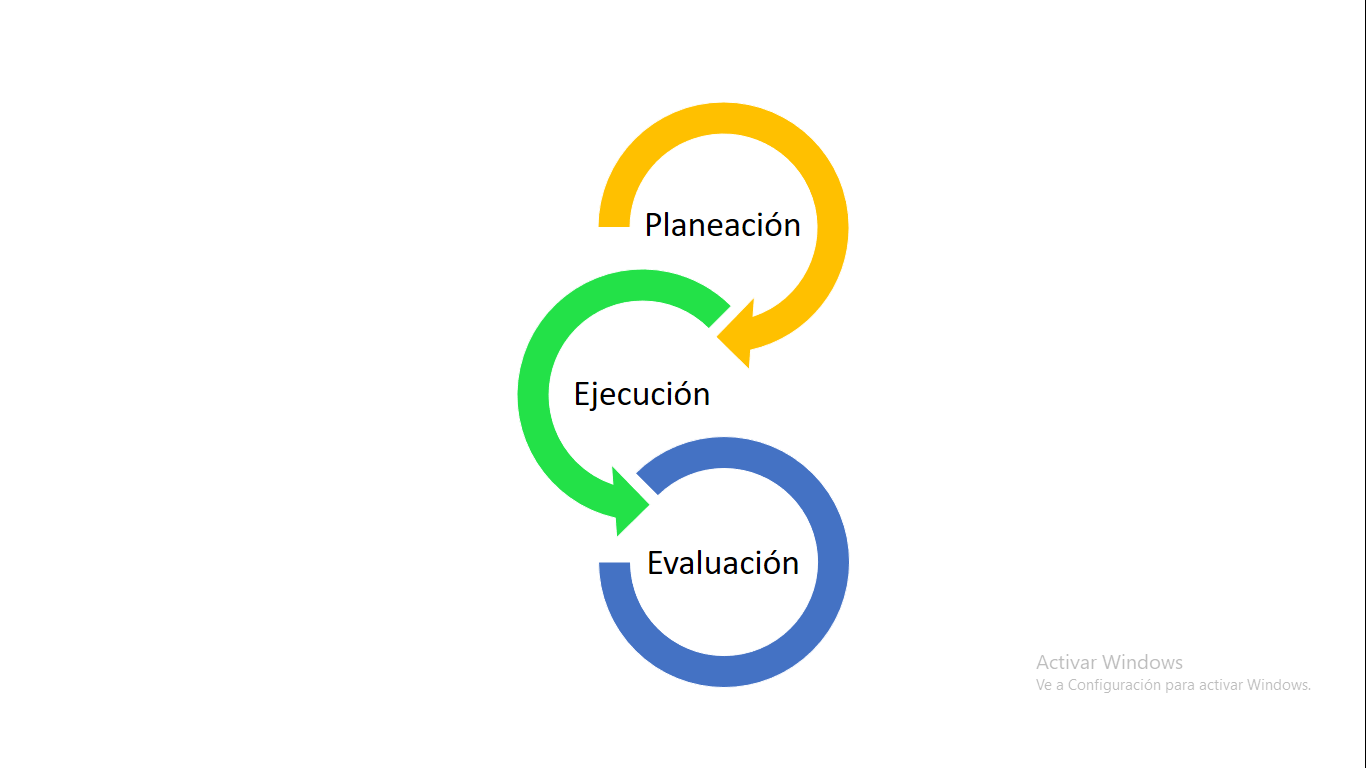 Planeación
Ejecución
Evaluación
Activar Windows
Ve a Configuración para activar Windows.